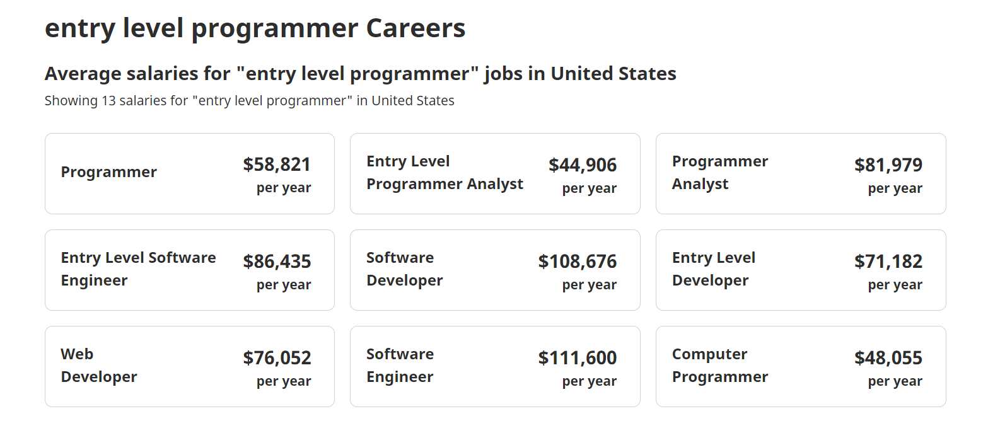 entry level programmer Careers
Average salaries for "entry level programmer" jobs in United States
Showing 13 salaries for "entry level programmer" in United States
Programmer
$58,821
per year
Entry Level
Programmer Analyst
$44,906
per year
Programmer
Analyst
$81,979
per year
Entry Level Software
Engineer
$86,435
per year
Software
Developer
$108,676
per year
Entry Level
Developer
$71,182
per year
Web
Developer
$76,052
per year
Software
Engineer
$111,600
per year
Computer
Programmer
$48,055
per year